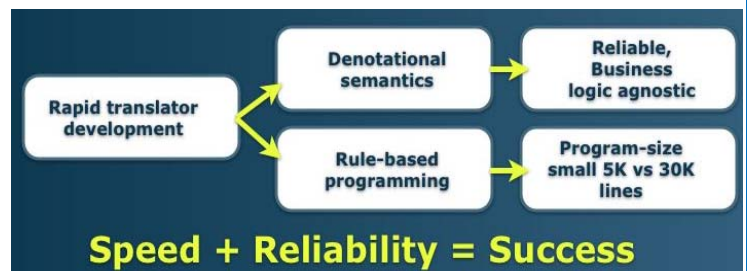 Rapid translator
development
Denotational
semantics
Reliable,
Business
logic agnostic
Rule-based
programming
Program-size
small 5K vs 30K
lines
Speed + Reliability = Success